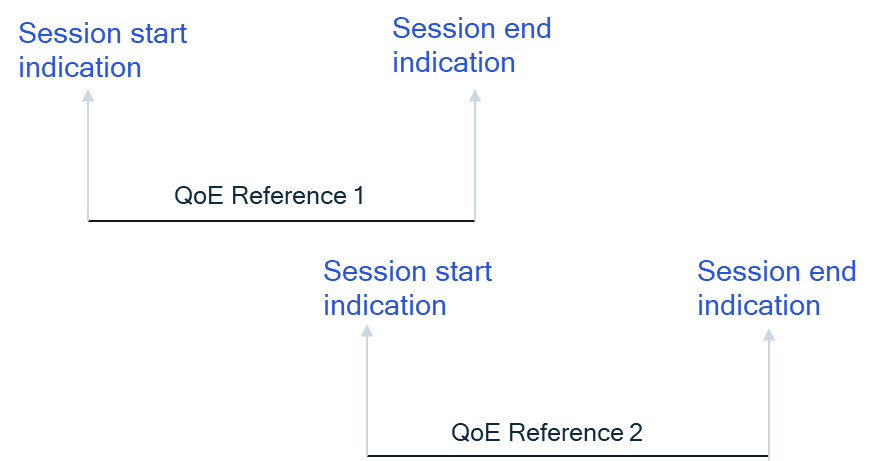 Session start
indication
Session end
indication
QoE Reference 1
Session start
indication
Session end
indication
QoE Reference 2